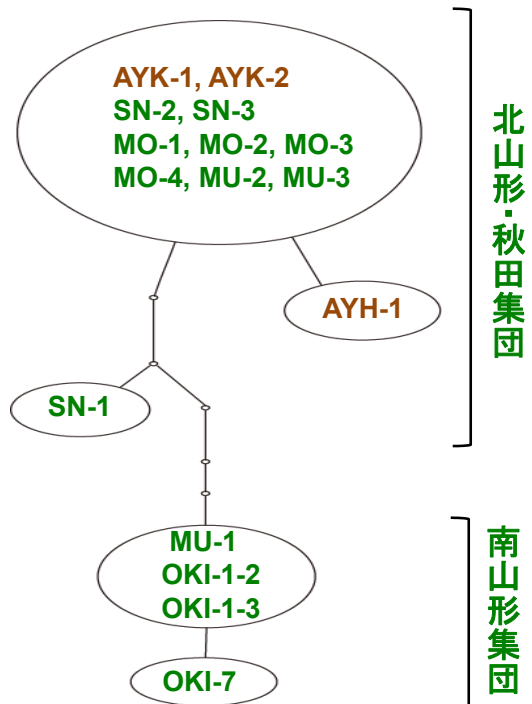 AYK-1, AYK-2
SN-2, SN-3
MO-1, MO-2, MO-3
MO-4, MU-2, MU-3
AYH-1
SN-1
北山形・秋田集団
MU-1
OKI-1-2
OKI-1-3
OKI-7
南山形集団